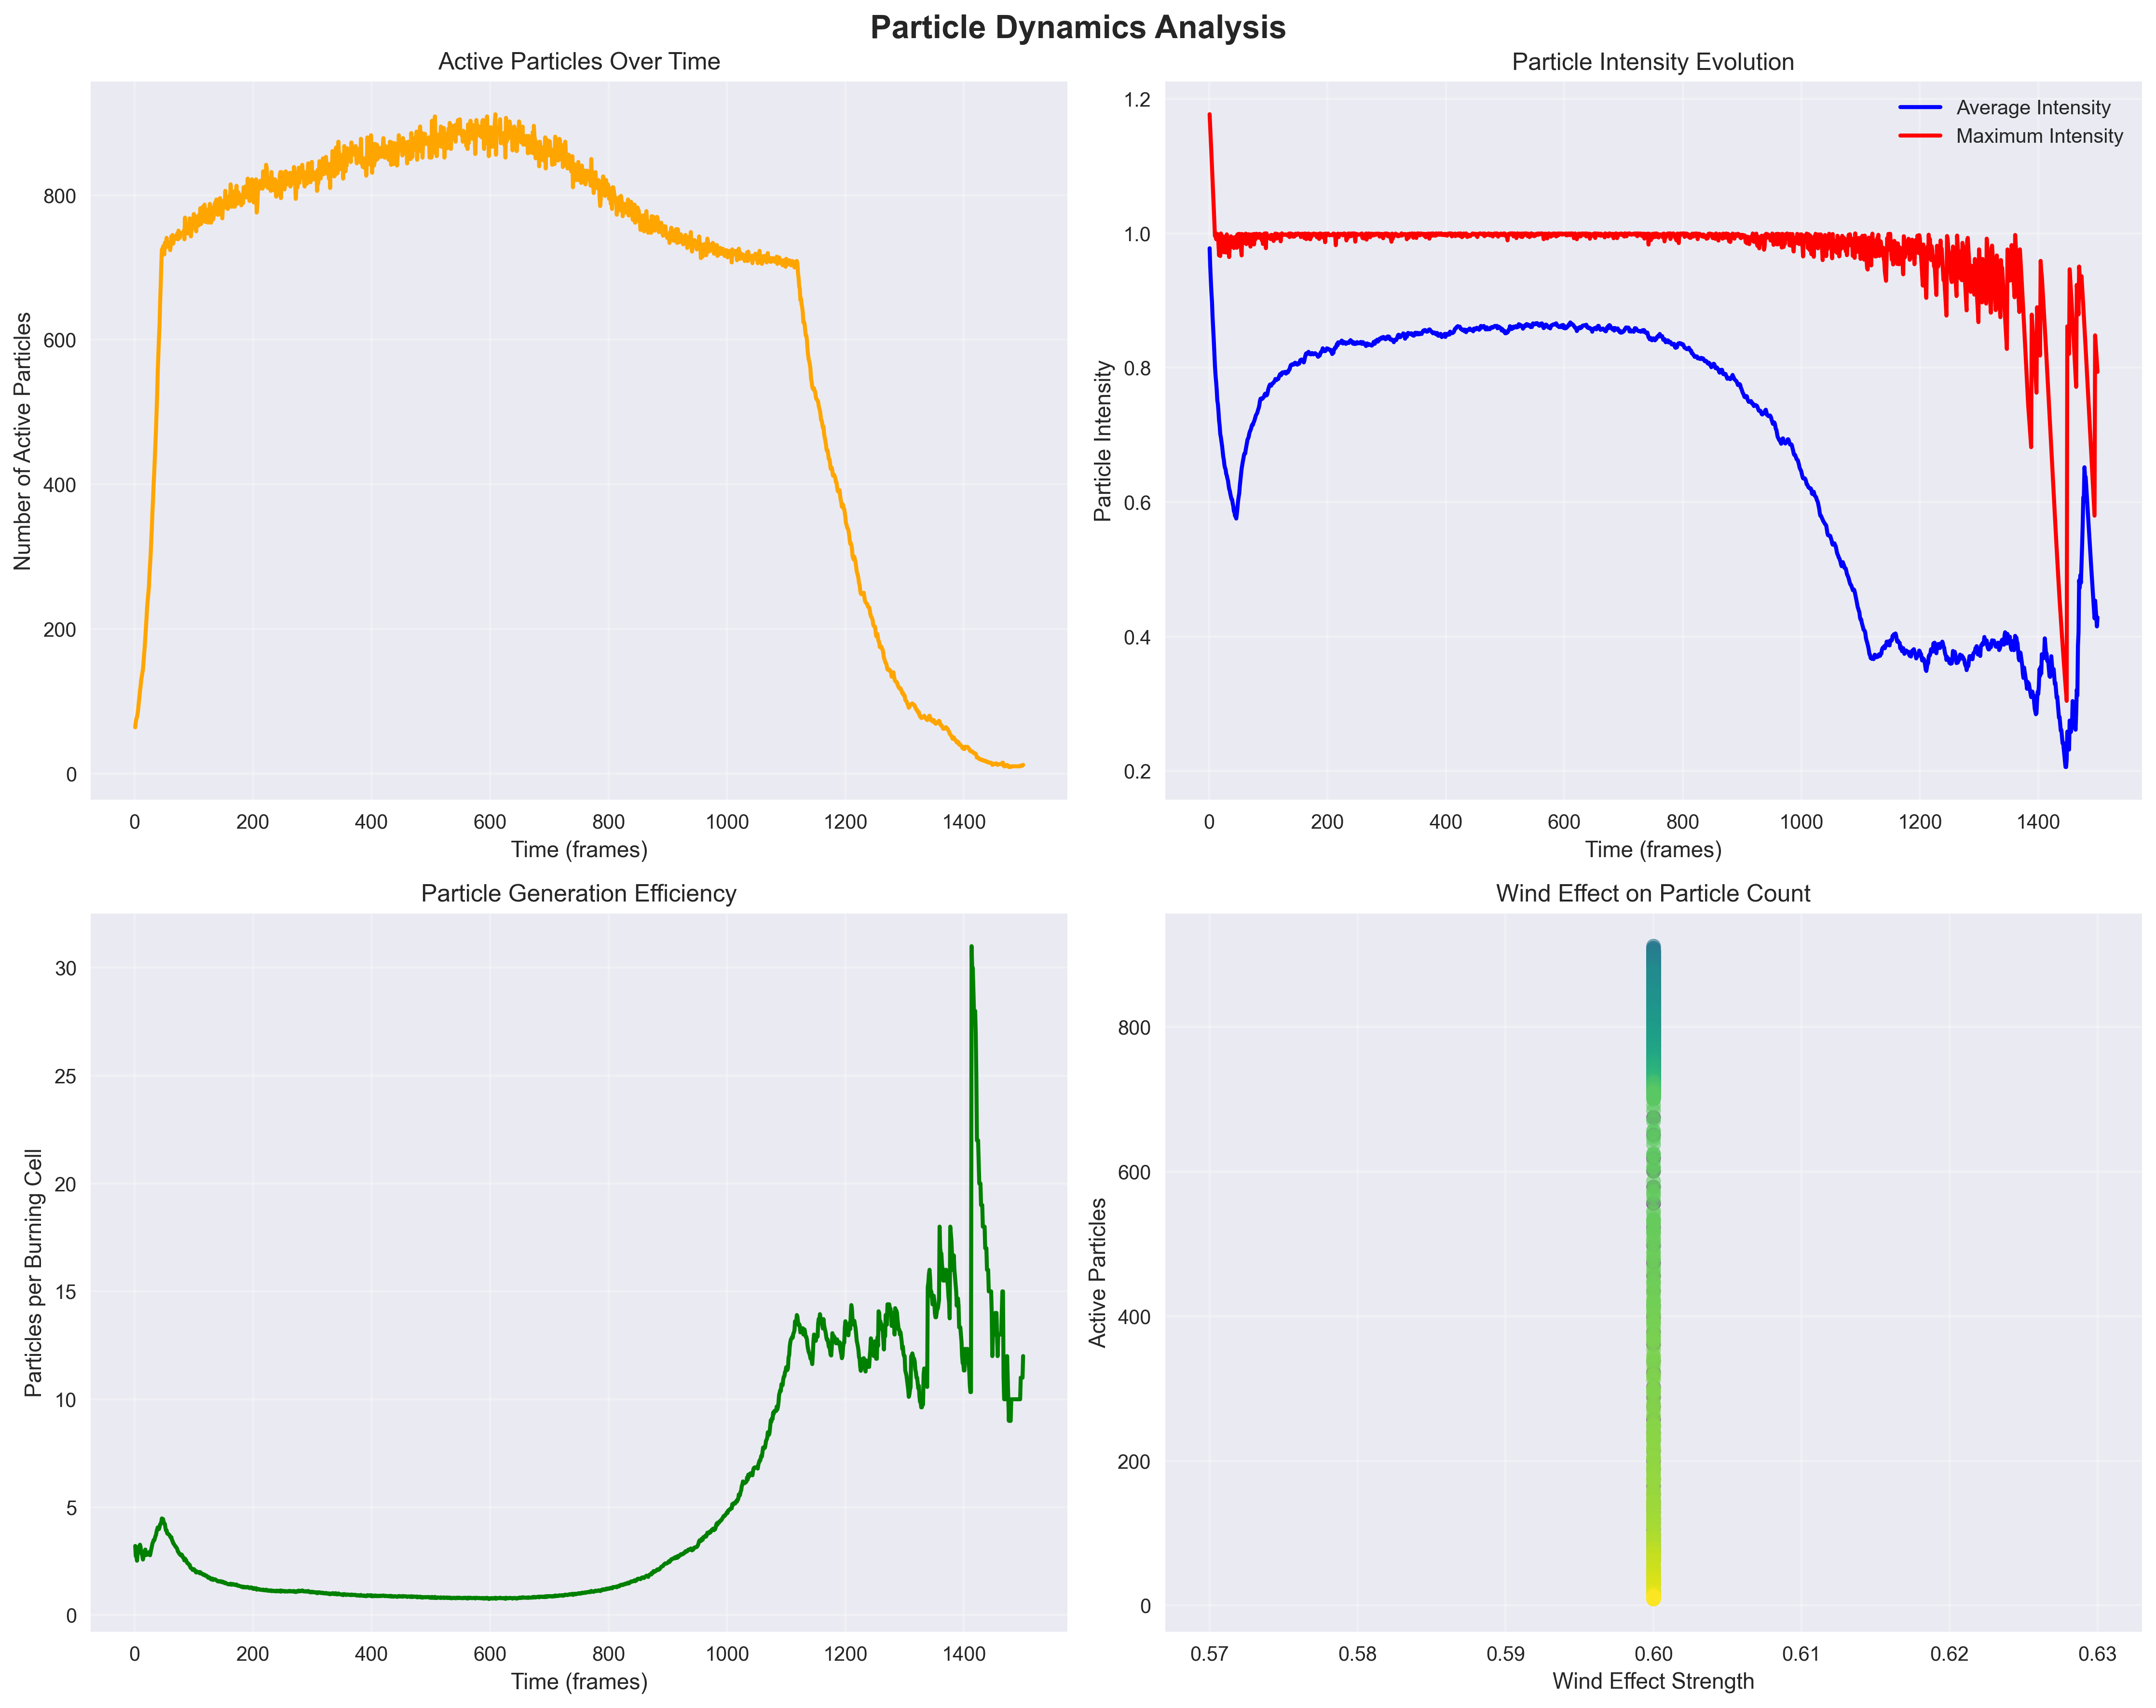 Particle Dynamics Analysis
Active Particles Over Time
Number of Active Particles
800
600
400
200
0
0 200 400 600 800 1000 1200 1400
Time (frames)
Particle Intensity Evolution
Particle Intensity
1.2
1.0
0.8
0.6
0.4
0.2
Average Intensity
Maximum Intensity
0 200 400 600 800 1000 1200 1400
Time (frames)
Particle Generation Efficiency
Particles per Burning Cell
30
25
20
15
10
5
0
0 200 400 600 800 1000 1200 1400
Time (frames)
Wind Effect on Particle Count
Active Particles
800
600
400
200
0
0.57 0.58 0.59 0.60 0.61 0.62 0.63
Wind Effect Strength